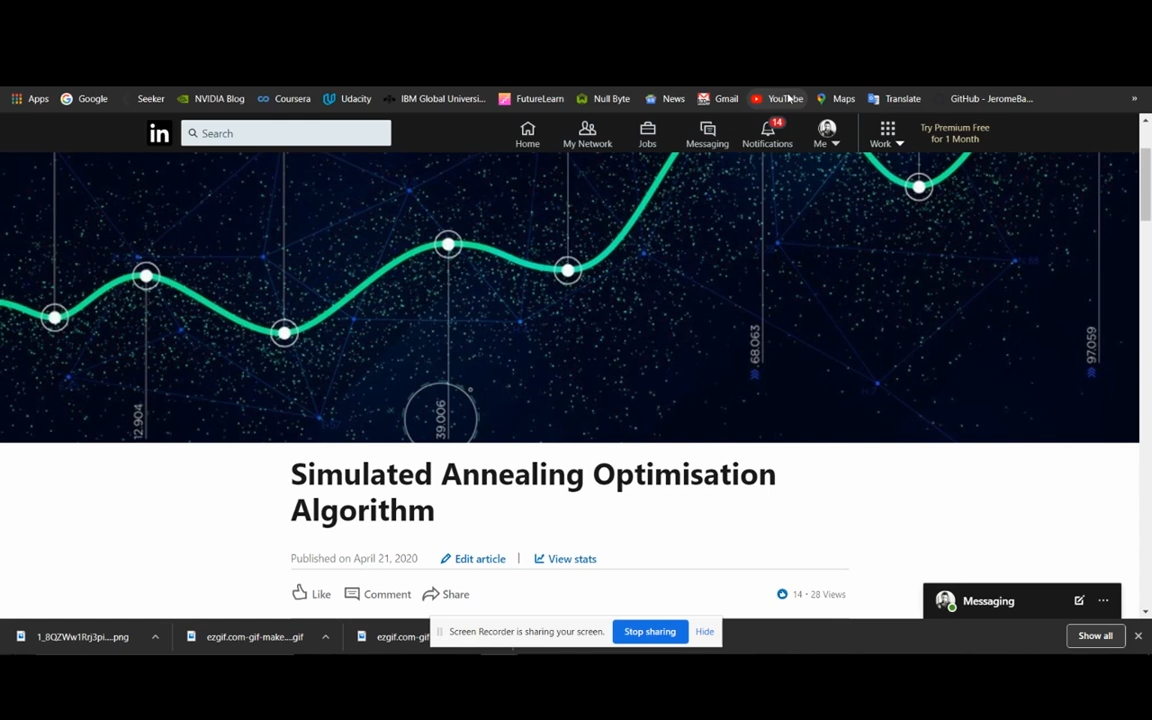 Apps Google Seeker NVIDIA Blog Coursera Udacity IBM Global Universi... FutureLearn Null Byte News Gmail YouTube Maps Translate GitHub - JeromeBa... »
in Search Home My Network Jobs Messaging 14 Notifications Me Work Try Premium Free
for 1 Month
12.904
39.006
68.063
97.059
Simulated Annealing Optimisation
Algorithm
Published on April 21, 2020 Edit article | View stats
Like Comment Share 14 · 28 Views
Messaging
1_8QZWw1Rrj3pi....png ezgif.com-gif-make....gif ezgif.com-gif Screen Recorder is sharing your screen. Stop sharing Hide Show all